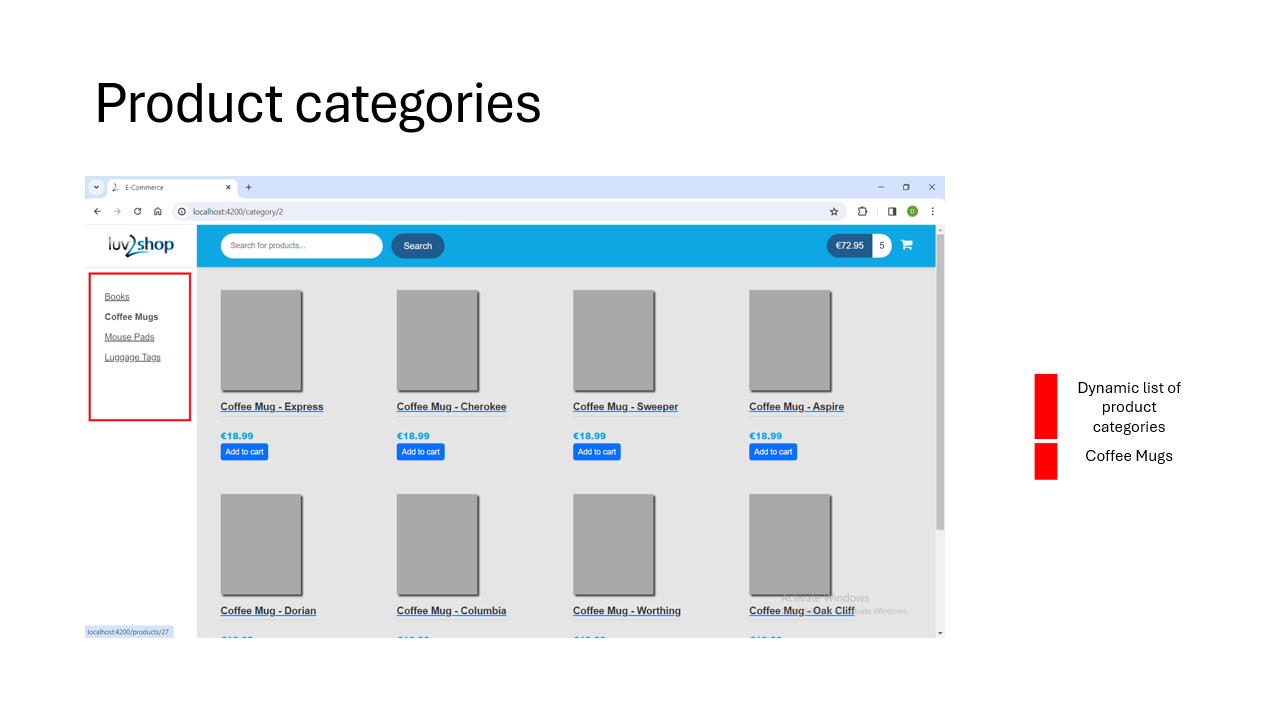 Product categories
E-Commerce
localhost:4200/category/2
D
luv2shop
Search for products...
Search
€72.95
5
Books
Coffee Mugs
Mouse Pads
Luggage Tags
Coffee Mug - Express
Coffee Mug - Cherokee
Coffee Mug - Sweeper
Coffee Mug - Aspire
€18.99
€18.99
€18.99
€18.99
Add to cart
Add to cart
Add to cart
Add to cart
Coffee Mug - Dorian
Coffee Mug - Columbia
Coffee Mug - Worthing
Coffee Mug - Oak Cliff
Activate Windows
localhost:4200/products/27
Dynamic list of
product
categories
Coffee Mugs